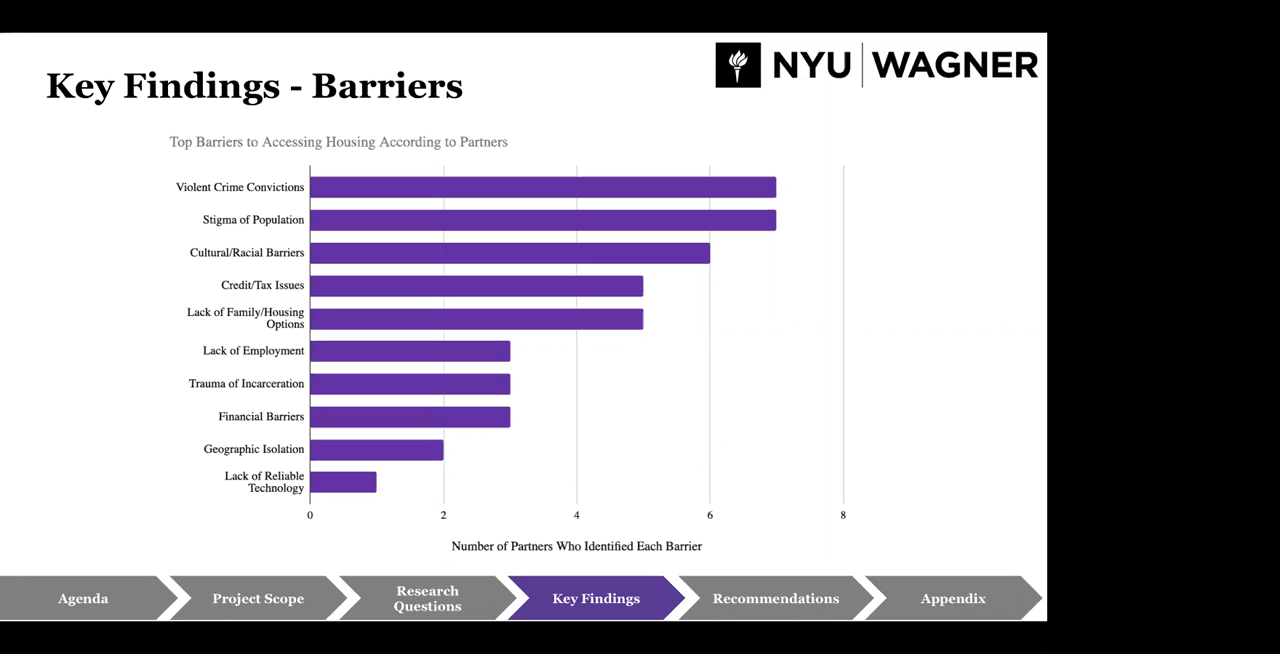 NYU WAGNER
Key Findings - Barriers
Top Barriers to Accessing Housing According to Partners
Violent Crime Convictions
Stigma of Population
Cultural/Racial Barriers
Credit/Tax Issues
Lack of Family/Housing
Options
Lack of Employment
Trauma of Incarceration
Financial Barriers
Geographic Isolation
Lack of Reliable
Technology
0 2 4 6 8
Number of Partners Who Identified Each Barrier
Agenda
Project Scope
Research
Questions
Key Findings
Recommendations
Appendix